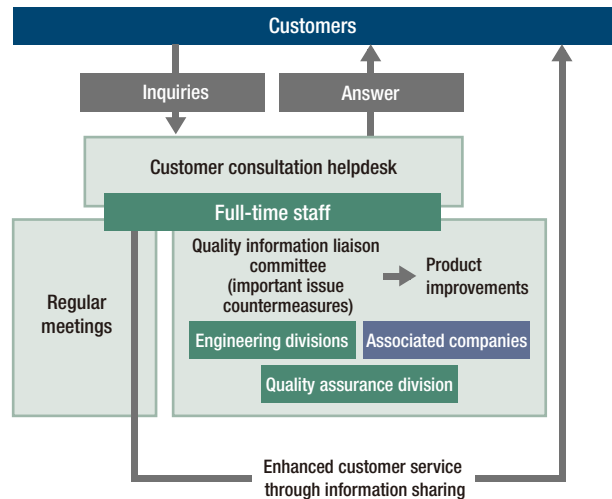 Customers
Inquiries
Answer
Customer consultation helpdesk
Full-time staff
Regular
meetings
Quality information liaison
committee
(important issue
countermeasures)
Product
improvements
Engineering divisions
Associated companies
Quality assurance division
Enhanced customer service
through information sharing